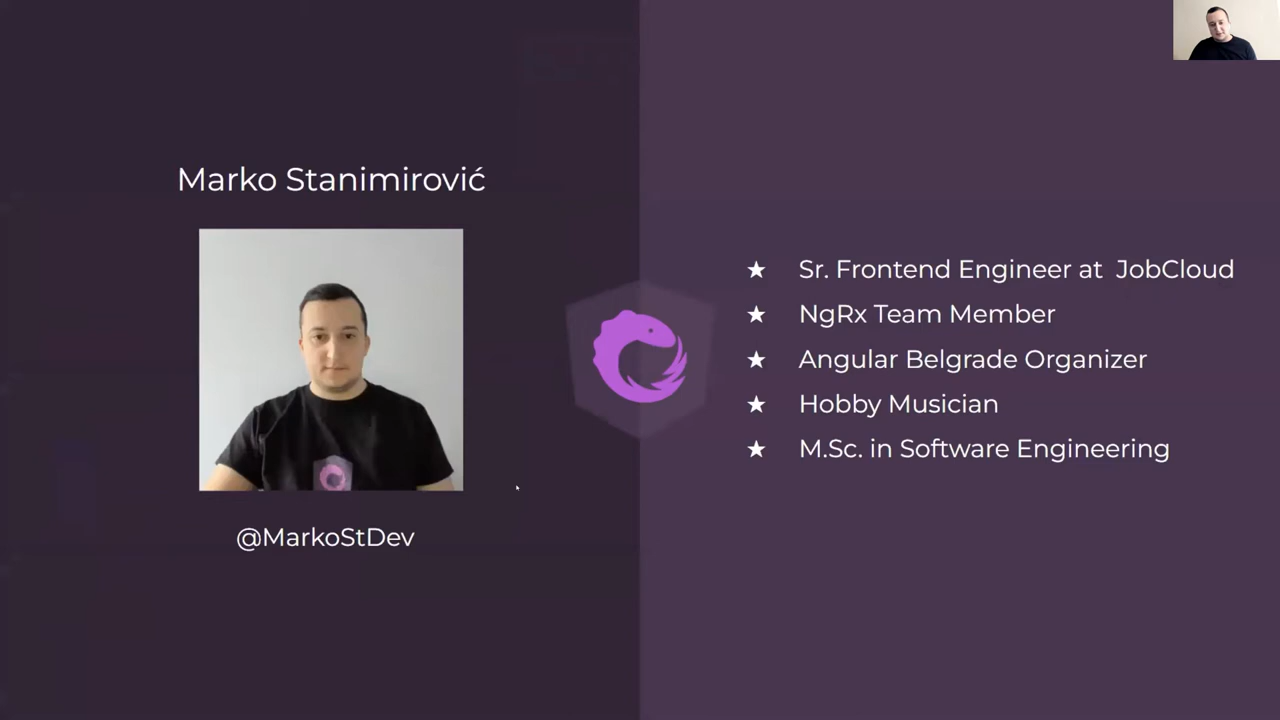 Marko Stanimirović
@MarkoStDev
★ Sr. Frontend Engineer at JobCloud
★ NgRx Team Member
★ Angular Belgrade Organizer
★ Hobby Musician
★ M.Sc. in Software Engineering